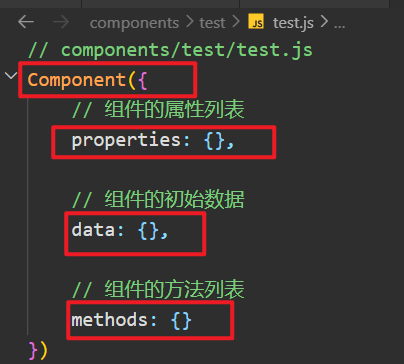 components > test > JS test.js > ...
// components/test/test.js
Component({
// 组件的属性列表
properties: {},
// 组件的初始数据
data: {},
// 组件的方法列表
methods: {}
})